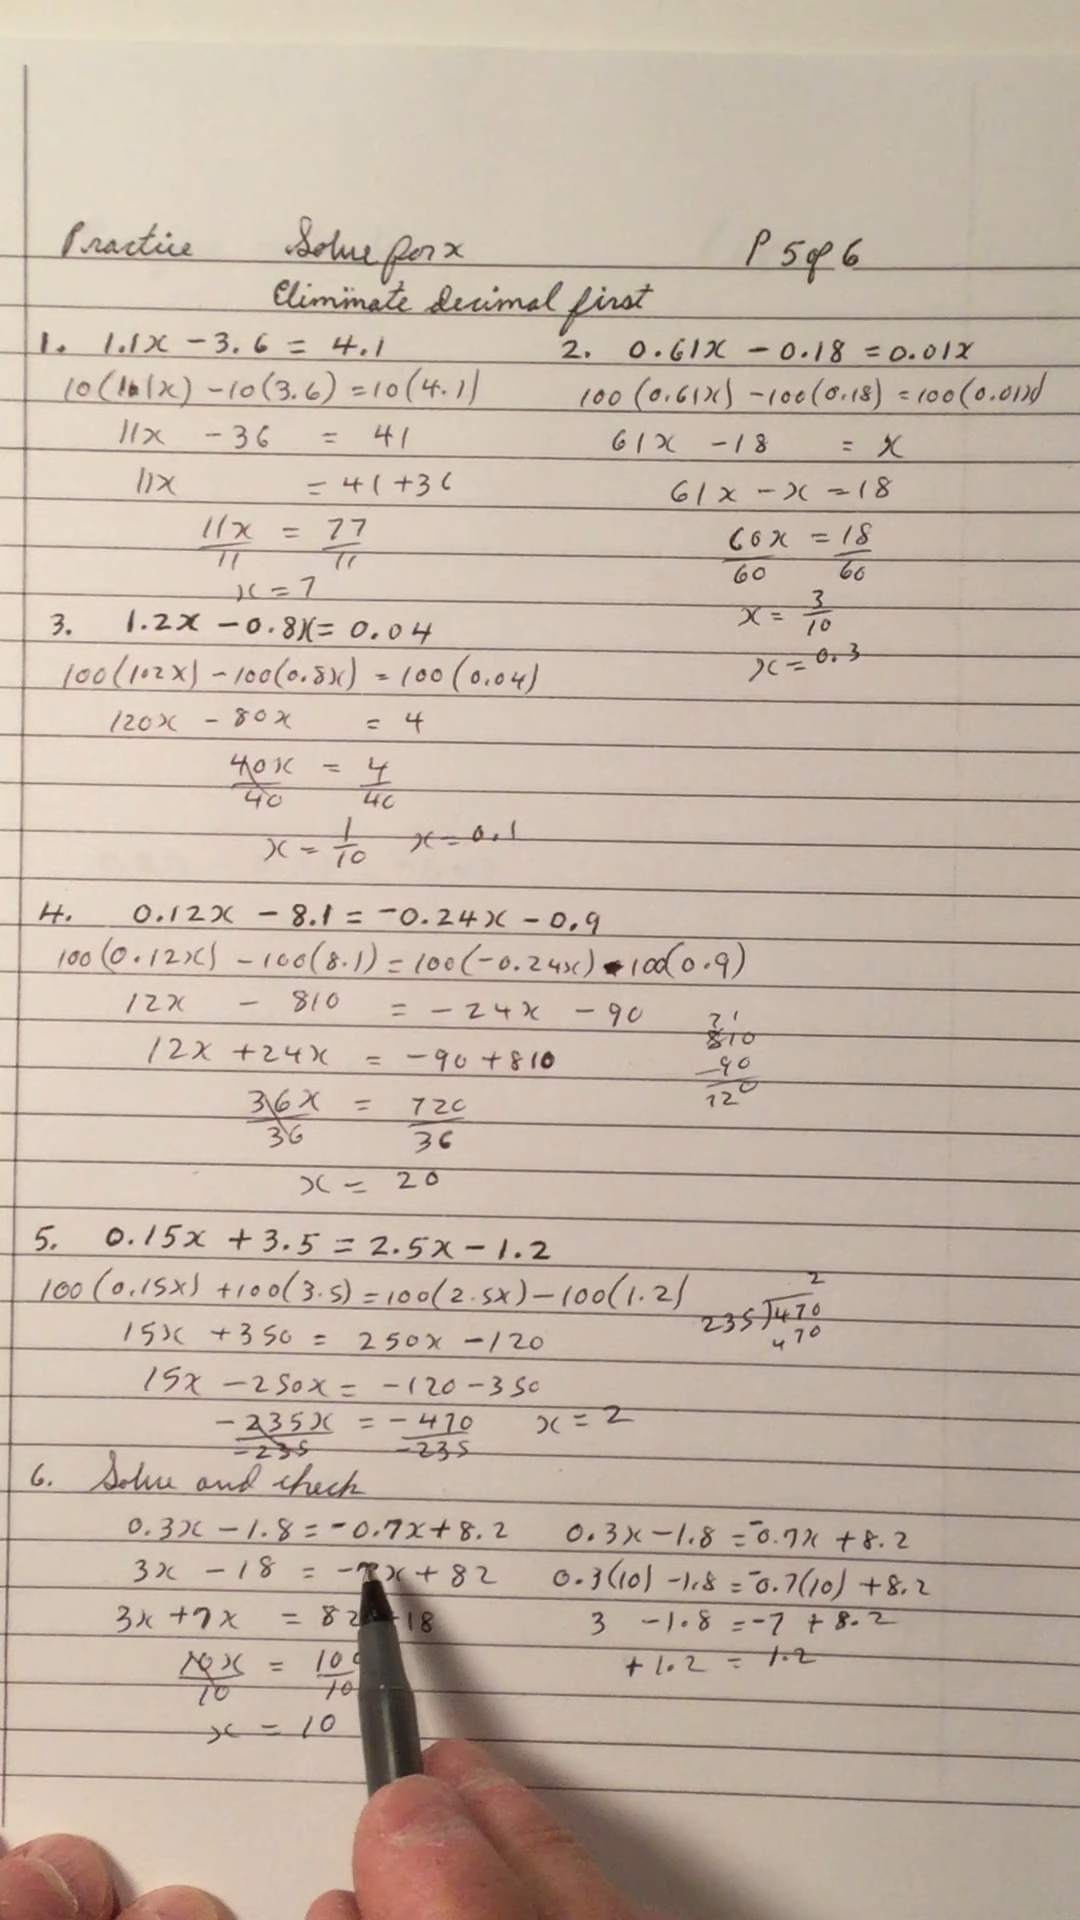 Practice Solve for x P 5 of 6
Eliminate decimal first
1. 1.1x - 3.6 = 4.1
10(1.1x) - 10(3.6) = 10(4.1)
11x - 36 = 41
11x = 41 + 36
11x/11 = 77/11
x = 7
2. 0.61x - 0.18 = 0.01x
100(0.61x) - 100(0.18) = 100(0.01x)
61x - 18 = x
61x - x = 18
60x/60 = 18/60
x = 3/10
x = 0.3
3. 1.2x - 0.8x = 0.04
100(1.2x) - 100(0.8x) = 100(0.04)
120x - 80x = 4
40x/40 = 4/40
x = 1/10 x = 0.1
4. 0.12x - 8.1 = -0.24x - 0.9
100(0.12x) - 100(8.1) = 100(-0.24x) - 100(0.9)
12x - 810 = -24x - 90
12x + 24x = -90 + 810
36x/36 = 720/36
x = 20
7 1
810
-90
720
5. 0.15x + 3.5 = 2.5x - 1.2
100(0.15x) + 100(3.5) = 100(2.5x) - 100(1.2)
15x + 350 = 250x - 120
15x - 250x = -120 - 350
-235x/-235 = -470/-235 x = 2
2
235)470
470
6. Solve and check
0.3x - 1.8 = -0.7x + 8.2
3x - 18 = -7x + 82
3x + 7x = 82 + 18
10x/10 = 100/10
x = 10
0.3x - 1.8 = -0.7x + 8.2
0.3(10) - 1.8 = -0.7(10) + 8.2
3 - 1.8 = -7 + 8.2
+1.2 = 1.2